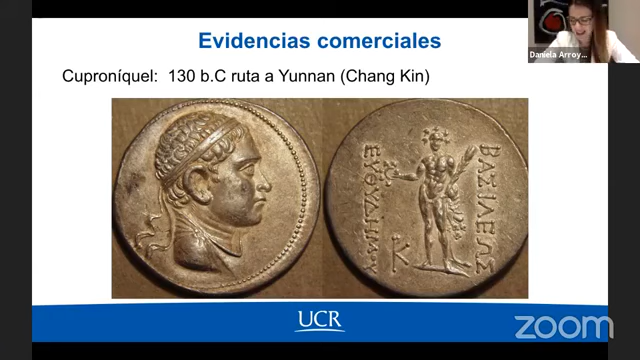 Evidencias comerciales
Daniela Arroy...
Cuproníquel: 130 b.C ruta a Yunnan (Chang Kin)
ΕΥΘΥΔΗΜΟΥ
ΒΑΣΙΛΕΩΣ
UCR
zoom